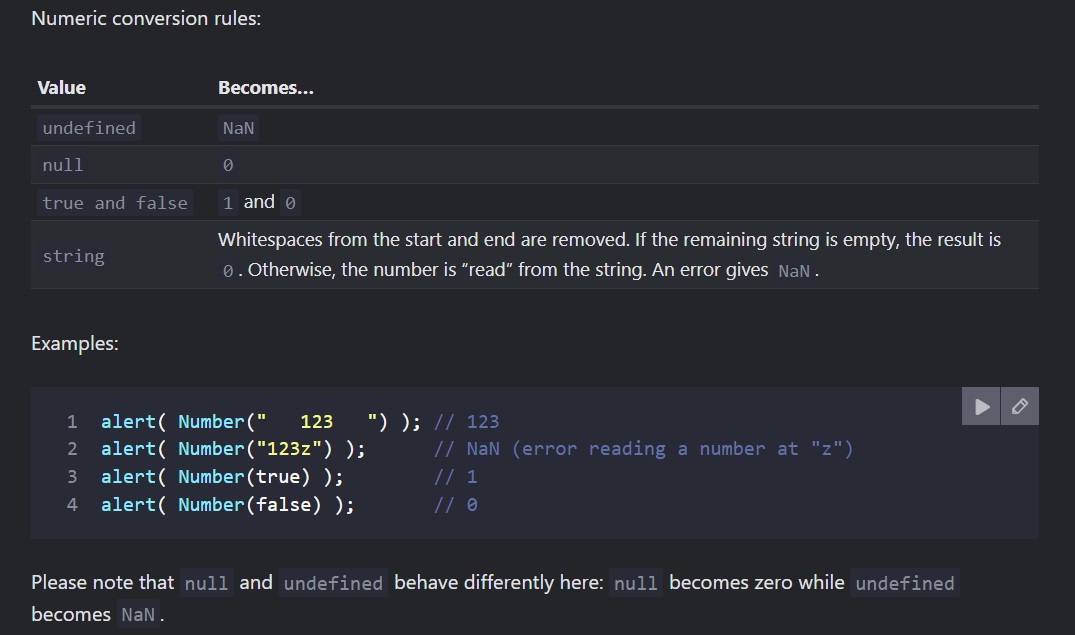 Numeric conversion rules:
Value Becomes...
undefined NaN
null 0
true and false 1 and 0
string Whitespaces from the start and end are removed. If the remaining string is empty, the result is
0. Otherwise, the number is “read” from the string. An error gives NaN.
Examples:
1 alert( Number("   123   ") ); // 123
2 alert( Number("123z") );      // NaN (error reading a number at "z")
3 alert( Number(true) );        // 1
4 alert( Number(false) );       // 0
Please note that null and undefined behave differently here: null becomes zero while undefined
becomes NaN.